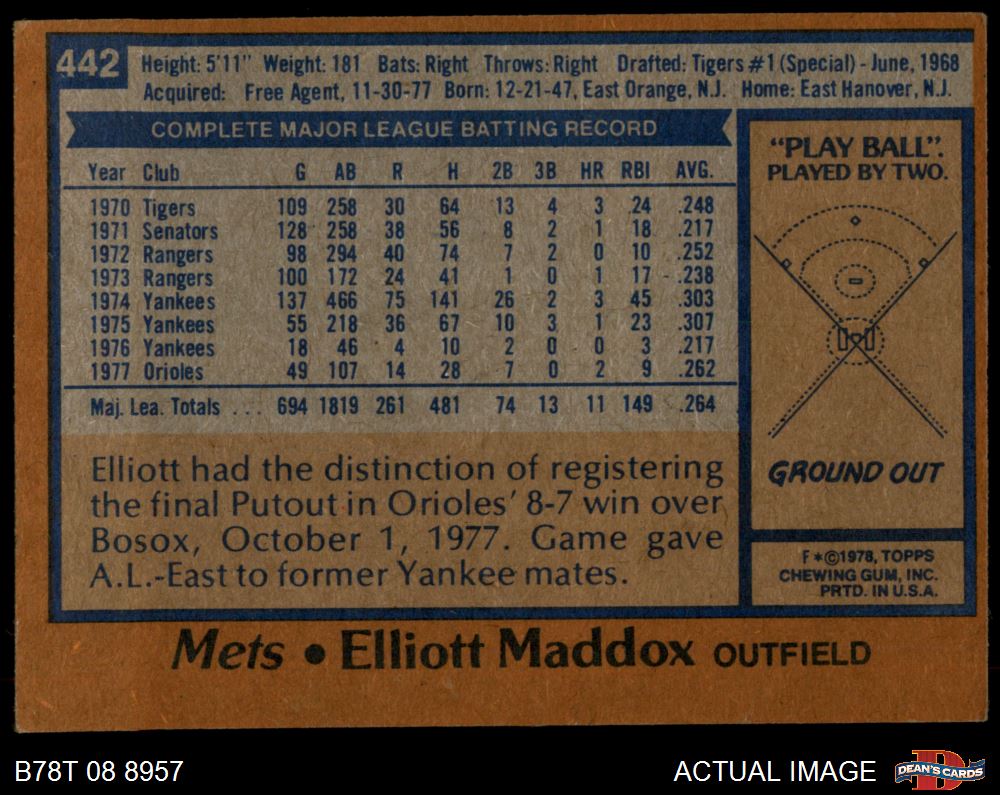 442
Height: 5'11" Weight: 181 Bats: Right Throws: Right Drafted: Tigers #1 (Special) - June, 1968
Acquired: Free Agent, 11-30-77 Born: 12-21-47, East Orange, N.J. Home: East Hanover, N.J.
COMPLETE MAJOR LEAGUE BATTING RECORD
Year Club G AB R H 2B 3B HR RBI AVG.
1970 Tigers 109 258 30 64 13 4 3 24 .248
1971 Senators 128 258 38 56 8 2 1 18 .217
1972 Rangers 98 294 40 74 7 2 0 10 .252
1973 Rangers 100 172 24 41 1 0 1 17 .238
1974 Yankees 137 466 75 141 26 2 3 45 .303
1975 Yankees 55 218 36 67 10 3 1 23 .307
1976 Yankees 18 46 4 10 2 0 0 3 .217
1977 Orioles 49 107 14 28 7 0 2 9 .262
Maj. Lea. Totals ... 694 1819 261 481 74 13 11 149 .264
Elliott had the distinction of registering
the final Putout in Orioles' 8-7 win over
Bosox, October 1, 1977. Game gave
A.L.-East to former Yankee mates.
"PLAY BALL".
PLAYED BY TWO.
GROUND OUT
F*©1978, TOPPS
CHEWING GUM, INC.
PRTD. IN U.S.A.
Mets • Elliott Maddox OUTFIELD
B78T 08 8957
ACTUAL IMAGE
DEAN'S CARDS